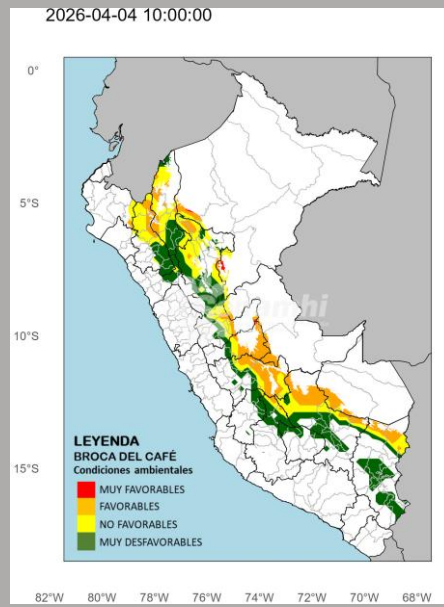 2026-04-04 10:00:00
0°
5°S
10°S
15°S
senamhi
LEYENDA
BROCA DEL CAFÉ
Condiciones ambientales
MUY FAVORABLES
FAVORABLES
NO FAVORABLES
MUY DESFAVORABLES
82°W 80°W 78°W 76°W 74°W 72°W 70°W 68°W